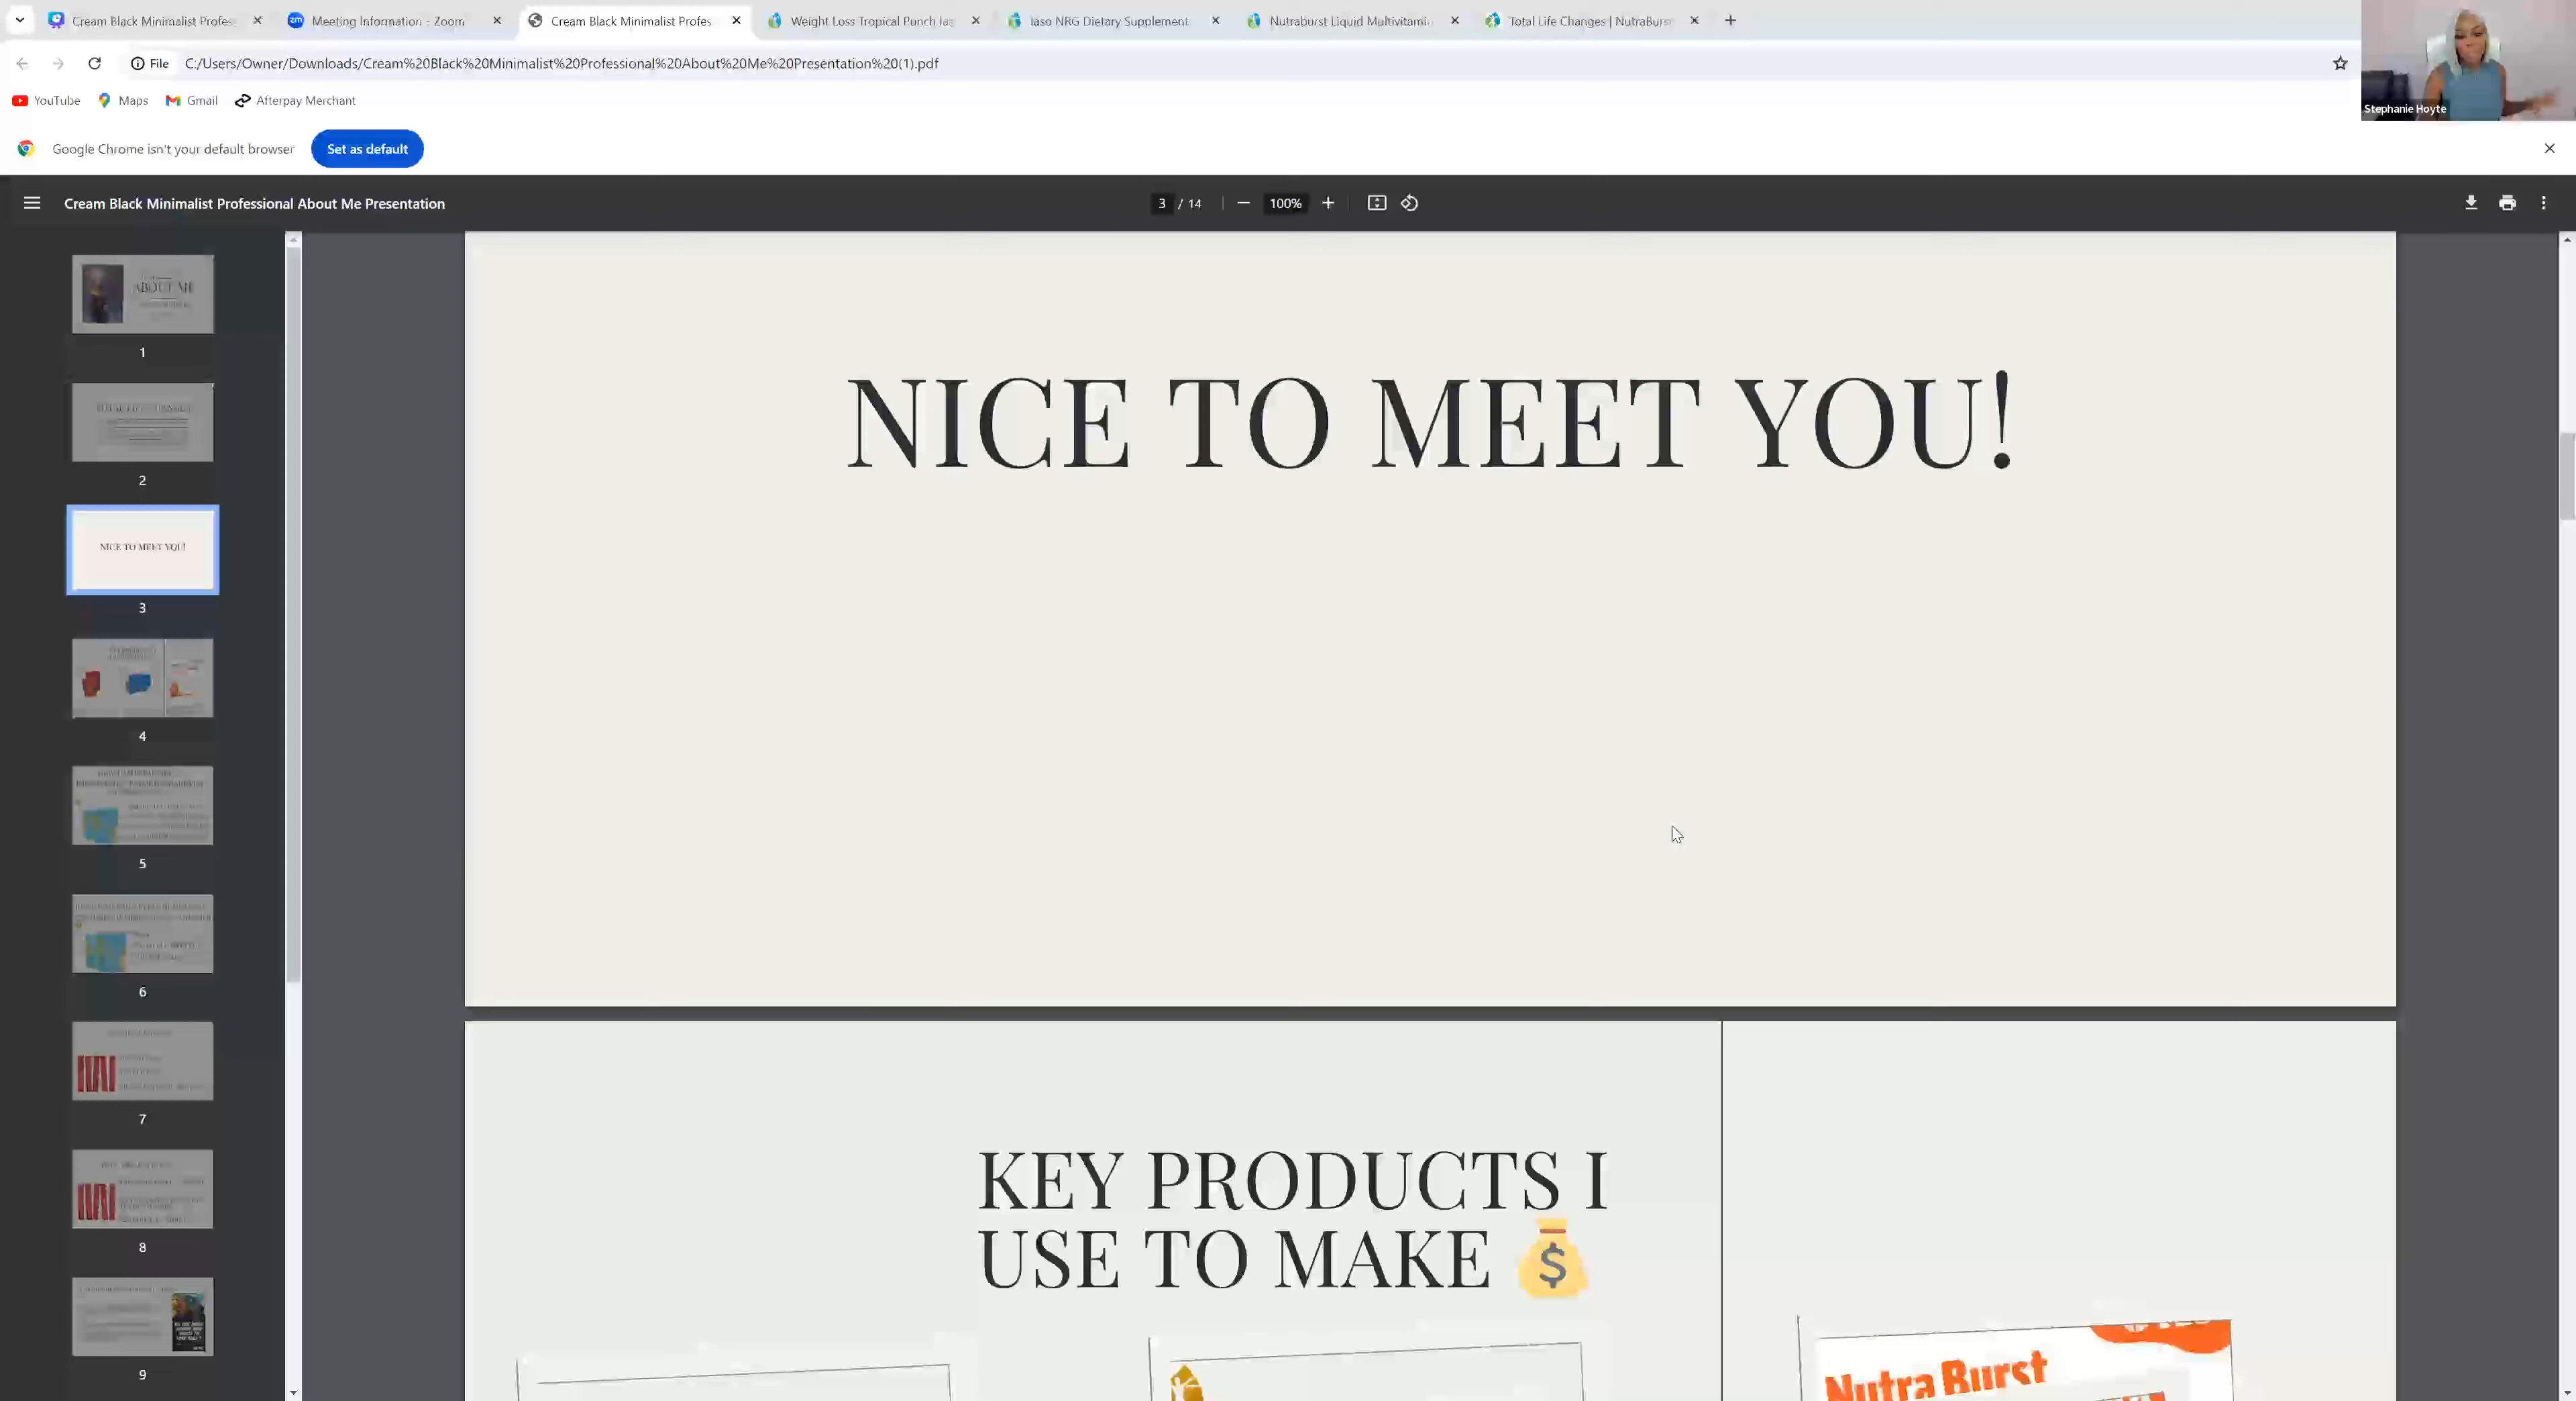 Cream Black Minimalist Profes
Meeting Information - Zoom
Cream Black Minimalist Profes
Weight Loss Tropical Punch Ias
Iaso NRG Dietary Supplement
Nutraburst Liquid Multivitami
Total Life Changes | NutraBurst
File
C:/Users/Owner/Downloads/Cream%20Black%20Minimalist%20Professional%20About%20Me%20Presentation%20(1).pdf
Stephanie Hoyte
YouTube
Maps
Gmail
Afterpay Merchant
Google Chrome isn't your default browser
Set as default
Cream Black Minimalist Professional About Me Presentation
3 / 14
100%
ABOUT ME
1
2
NICE TO MEET YOU!
3
4
5
6
7
8
9
NICE TO MEET YOU!
KEY PRODUCTS I
USE TO MAKE
Nutra Burst